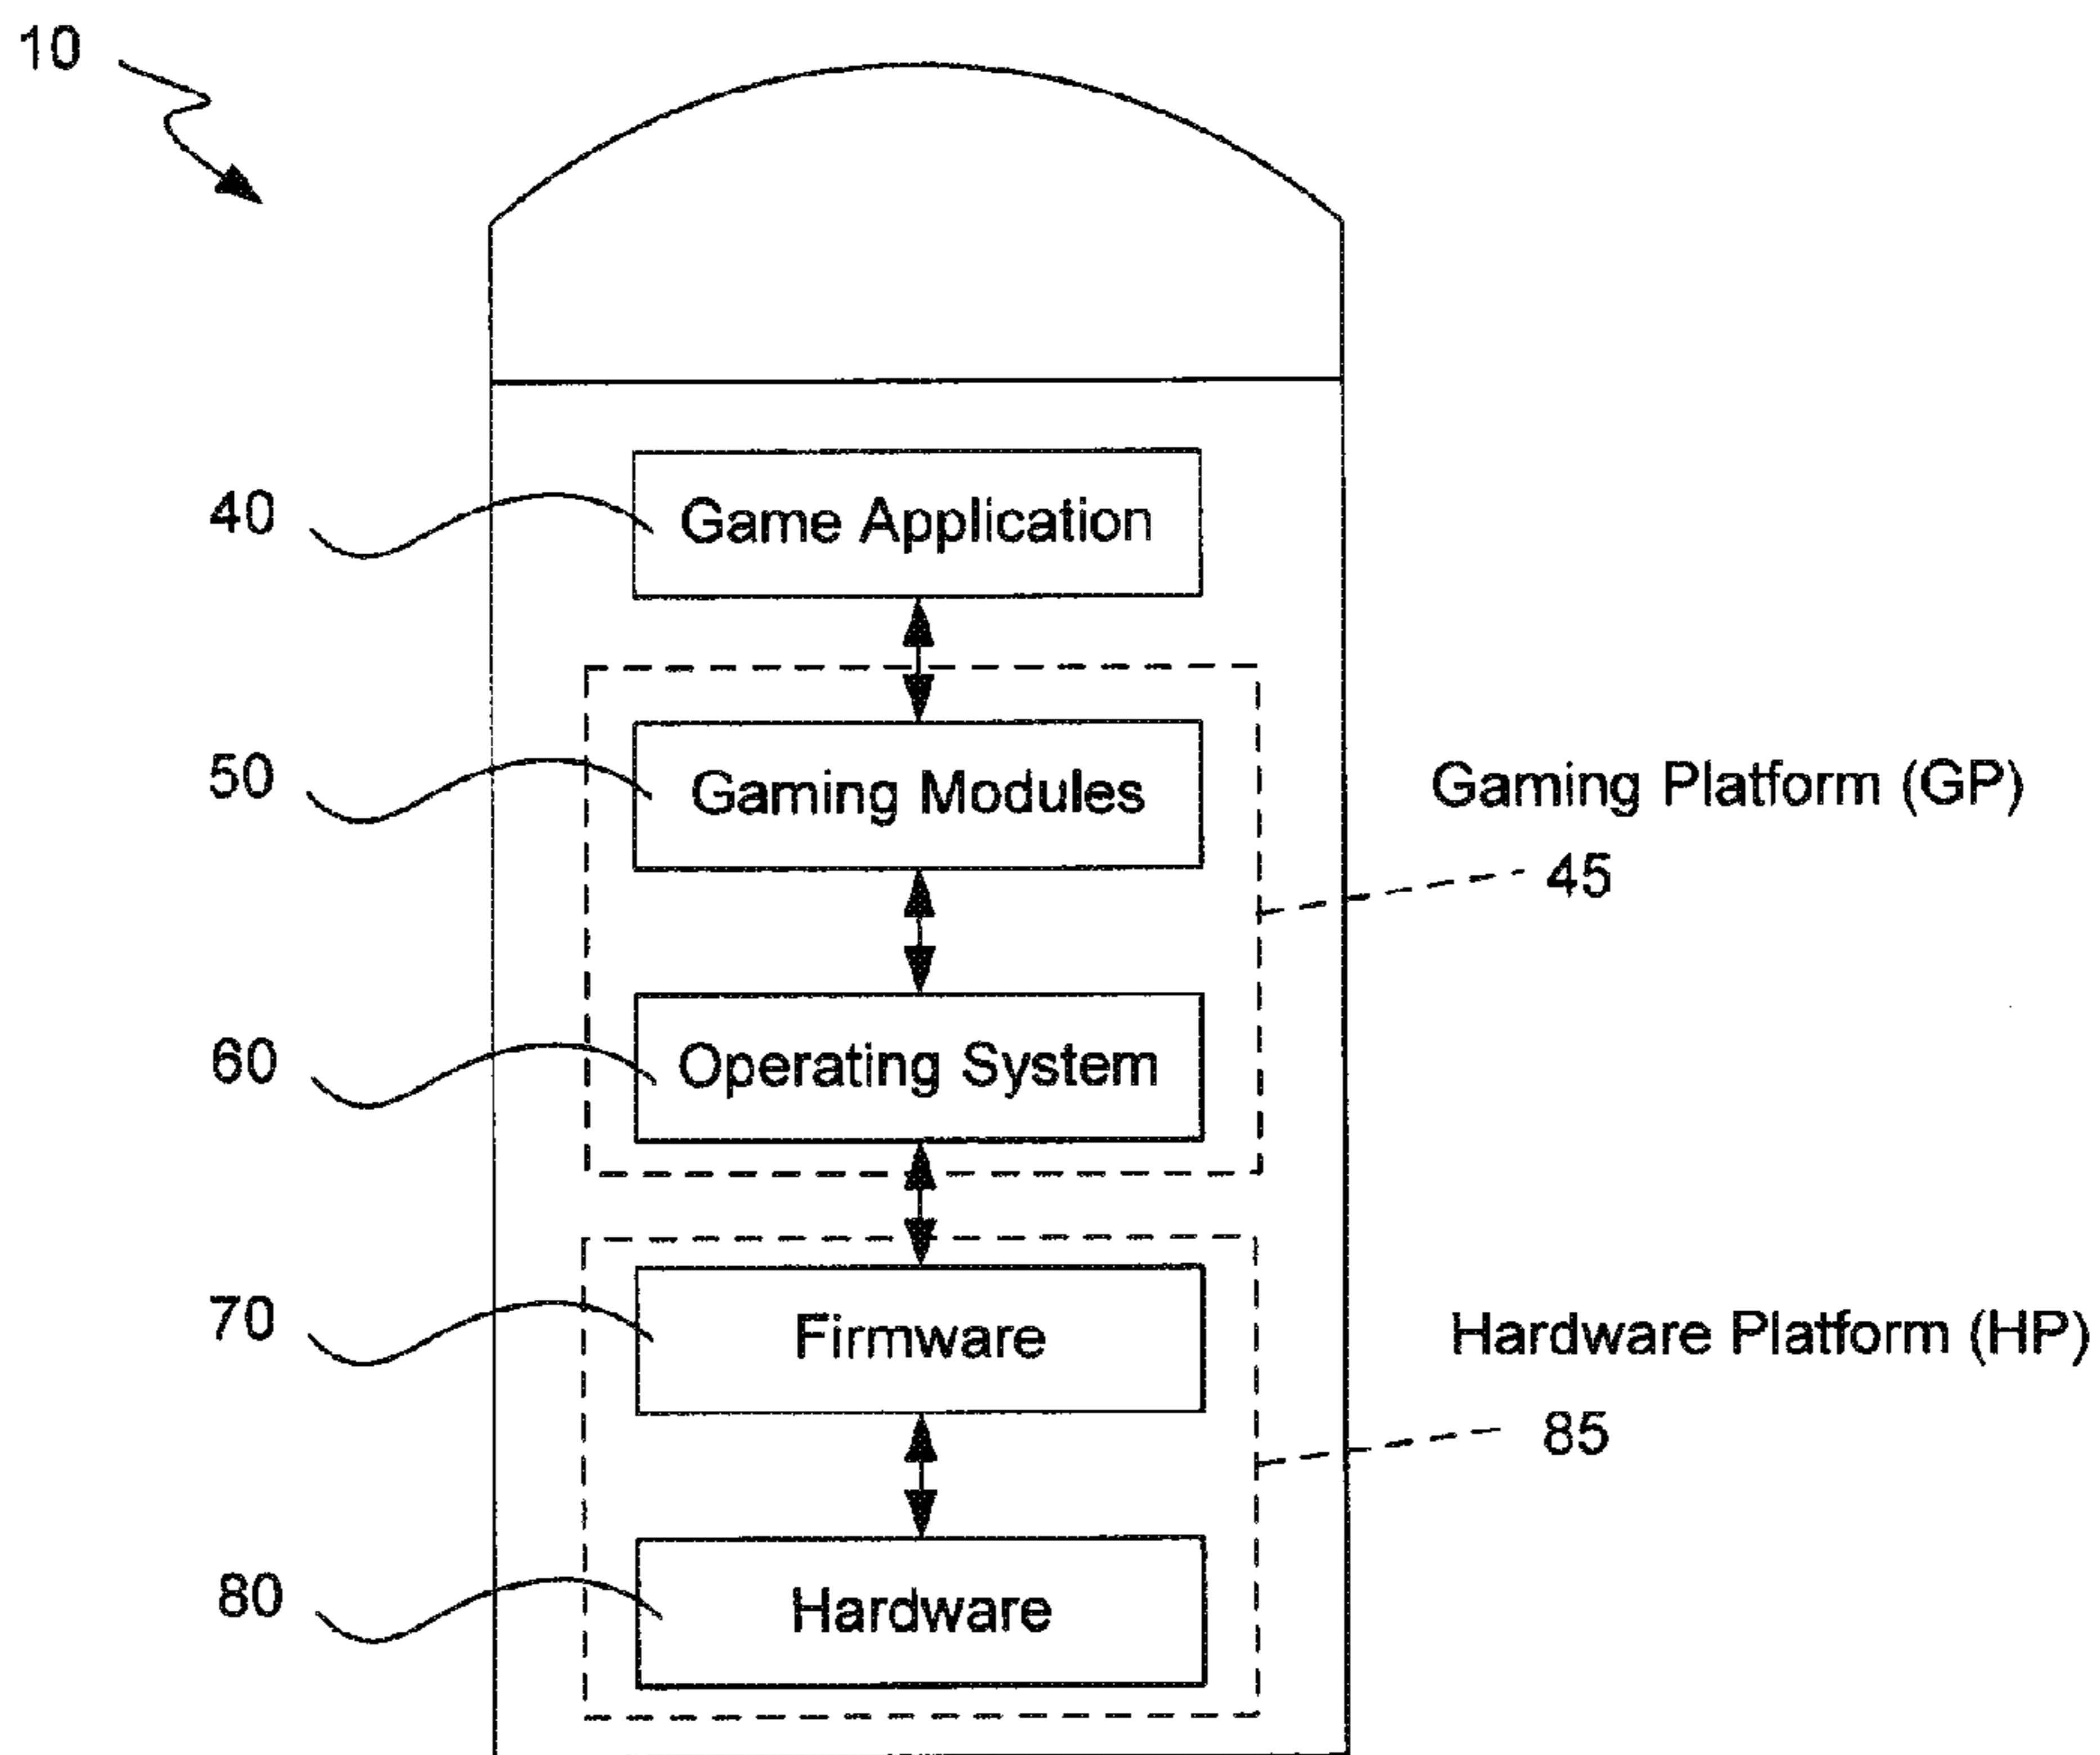 10
40
Game Application
50
Gaming Modules
Gaming Platform (GP)
45
60
Operating System
70
Firmware
Hardware Platform (HP)
85
80
Hardware